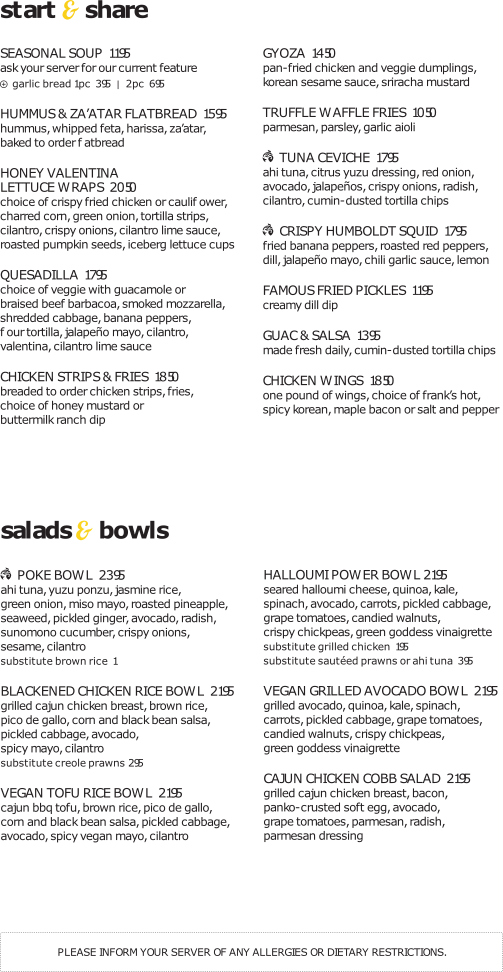 start & share
SEASONAL SOUP 1195
ask your server for our current feature
garlic bread 1pc 395 | 2pc 695
HUMMUS & ZA’ATAR FLATBREAD 1595
hummus, whipped feta, harissa, za’atar,
baked to order f atbread
HONEY VALENTINA
LETTUCE WRAPS 2050
choice of crispy fried chicken or caulif ower,
charred corn, green onion, tortilla strips,
cilantro, crispy onions, cilantro lime sauce,
roasted pumpkin seeds, iceberg lettuce cups
QUESADILLA 1795
choice of veggie with guacamole or
braised beef barbacoa, smoked mozzarella,
shredded cabbage, banana peppers,
f our tortilla, jalapeño mayo, cilantro,
valentina, cilantro lime sauce
CHICKEN STRIPS & FRIES 1850
breaded to order chicken strips, fries,
choice of honey mustard or
buttermilk ranch dip
GYOZA 1450
pan-fried chicken and veggie dumplings,
korean sesame sauce, sriracha mustard
TRUFFLE WAFFLE FRIES 1050
parmesan, parsley, garlic aioli
TUNA CEVICHE 1795
ahi tuna, citrus yuzu dressing, red onion,
avocado, jalapeños, crispy onions, radish,
cilantro, cumin-dusted tortilla chips
CRISPY HUMBOLDT SQUID 1795
fried banana peppers, roasted red peppers,
dill, jalapeño mayo, chili garlic sauce, lemon
FAMOUS FRIED PICKLES 1195
creamy dill dip
GUAC & SALSA 1395
made fresh daily, cumin-dusted tortilla chips
CHICKEN WINGS 1850
one pound of wings, choice of frank’s hot,
spicy korean, maple bacon or salt and pepper
salads & bowls
POKE BOWL 2395
ahi tuna, yuzu ponzu, jasmine rice,
green onion, miso mayo, roasted pineapple,
seaweed, pickled ginger, avocado, radish,
sunomono cucumber, crispy onions,
sesame, cilantro
substitute brown rice 1
BLACKENED CHICKEN RICE BOWL 2195
grilled cajun chicken breast, brown rice,
pico de gallo, corn and black bean salsa,
pickled cabbage, avocado,
spicy mayo, cilantro
substitute creole prawns 295
VEGAN TOFU RICE BOWL 2195
cajun bbq tofu, brown rice, pico de gallo,
corn and black bean salsa, pickled cabbage,
avocado, spicy vegan mayo, cilantro
HALLOUMI POWER BOWL 2195
seared halloumi cheese, quinoa, kale,
spinach, avocado, carrots, pickled cabbage,
grape tomatoes, candied walnuts,
crispy chickpeas, green goddess vinaigrette
substitute grilled chicken 195
substitute sautéed prawns or ahi tuna 395
VEGAN GRILLED AVOCADO BOWL 2195
grilled avocado, quinoa, kale, spinach,
carrots, pickled cabbage, grape tomatoes,
candied walnuts, crispy chickpeas,
green goddess vinaigrette
CAJUN CHICKEN COBB SALAD 2195
grilled cajun chicken breast, bacon,
panko-crusted soft egg, avocado,
grape tomatoes, parmesan, radish,
parmesan dressing
PLEASE INFORM YOUR SERVER OF ANY ALLERGIES OR DIETARY RESTRICTIONS.